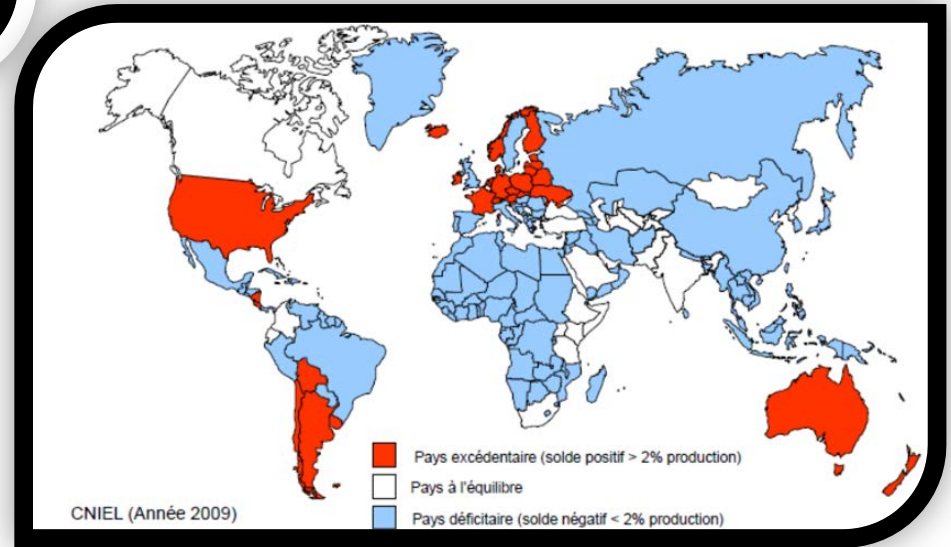 Pays excédentaire (solde positif > 2% production)
Pays à l'équilibre
CNIEL (Année 2009)
Pays déficitaire (solde négatif < 2% production)